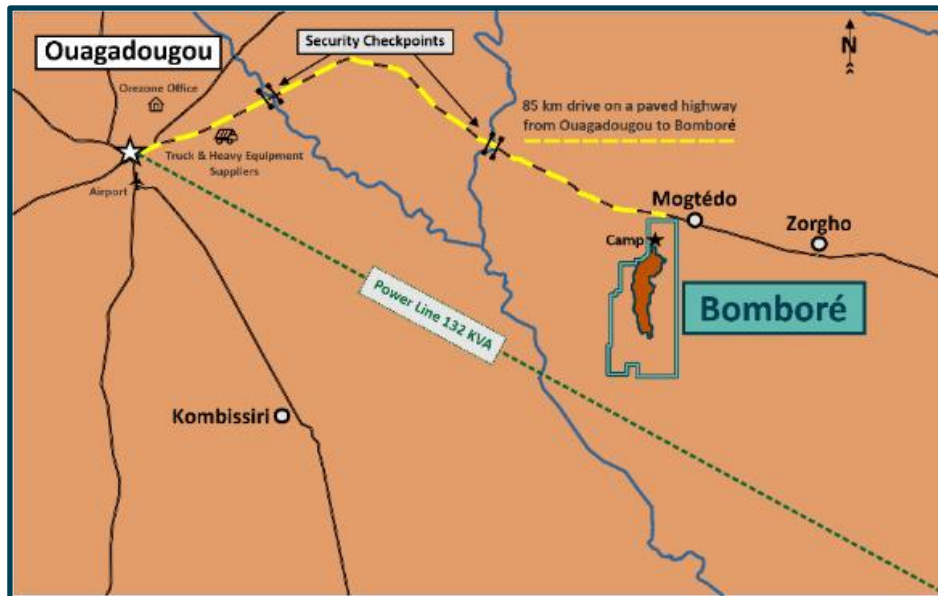 Ouagadougou
Security Checkpoints
N
Orezone Office
85 km drive on a paved highway
from Ouagadougou to Bomboré
Truck & Heavy Equipment
Suppliers
Airport
Mogtédo
Zorgho
Camp
Bomboré
Power Line 132 KVA
Kombissiri